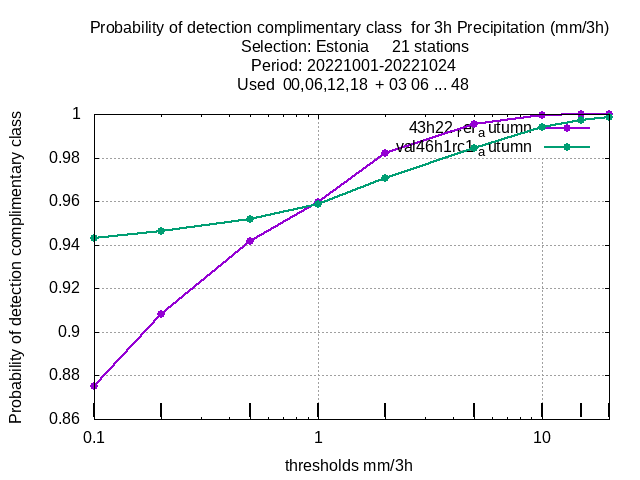 Probability of detection complimentary class  for 3h Precipitation (mm/3h)
Selection: Estonia     21 stations
Period: 20221001-20221024
Used  00,06,12,18  + 03 06 ... 48
Probability of detection complimentary class
1
0.98
0.96
0.94
0.92
0.9
0.88
0.86
43h22_rer_autumn
val46h1rc1_autumn
0.1
1
10
thresholds mm/3h